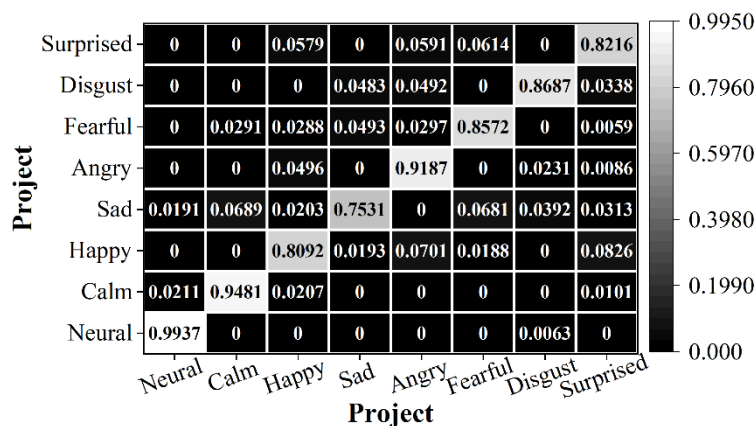 Surprised 0 0 0.0579 0 0.0591 0.0614 0 0.8216
Disgust 0 0 0 0.0483 0.0492 0 0.8687 0.0338
Fearful 0 0.0291 0.0288 0.0493 0.0297 0.8572 0 0.0059
Angry 0 0 0.0496 0 0.9187 0 0.0231 0.0086
Sad 0.0191 0.0689 0.0203 0.7531 0 0.0681 0.0392 0.0313
Happy 0 0 0.8092 0.0193 0.0701 0.0188 0 0.0826
Calm 0.0211 0.9481 0.0207 0 0 0 0 0.0101
Neural 0.9937 0 0 0 0 0 0.0063 0
Neural Calm Happy Sad Angry Fearful Disgust Surprised
Project
Project
0.9950
0.7960
0.5970
0.3980
0.1990
0.000